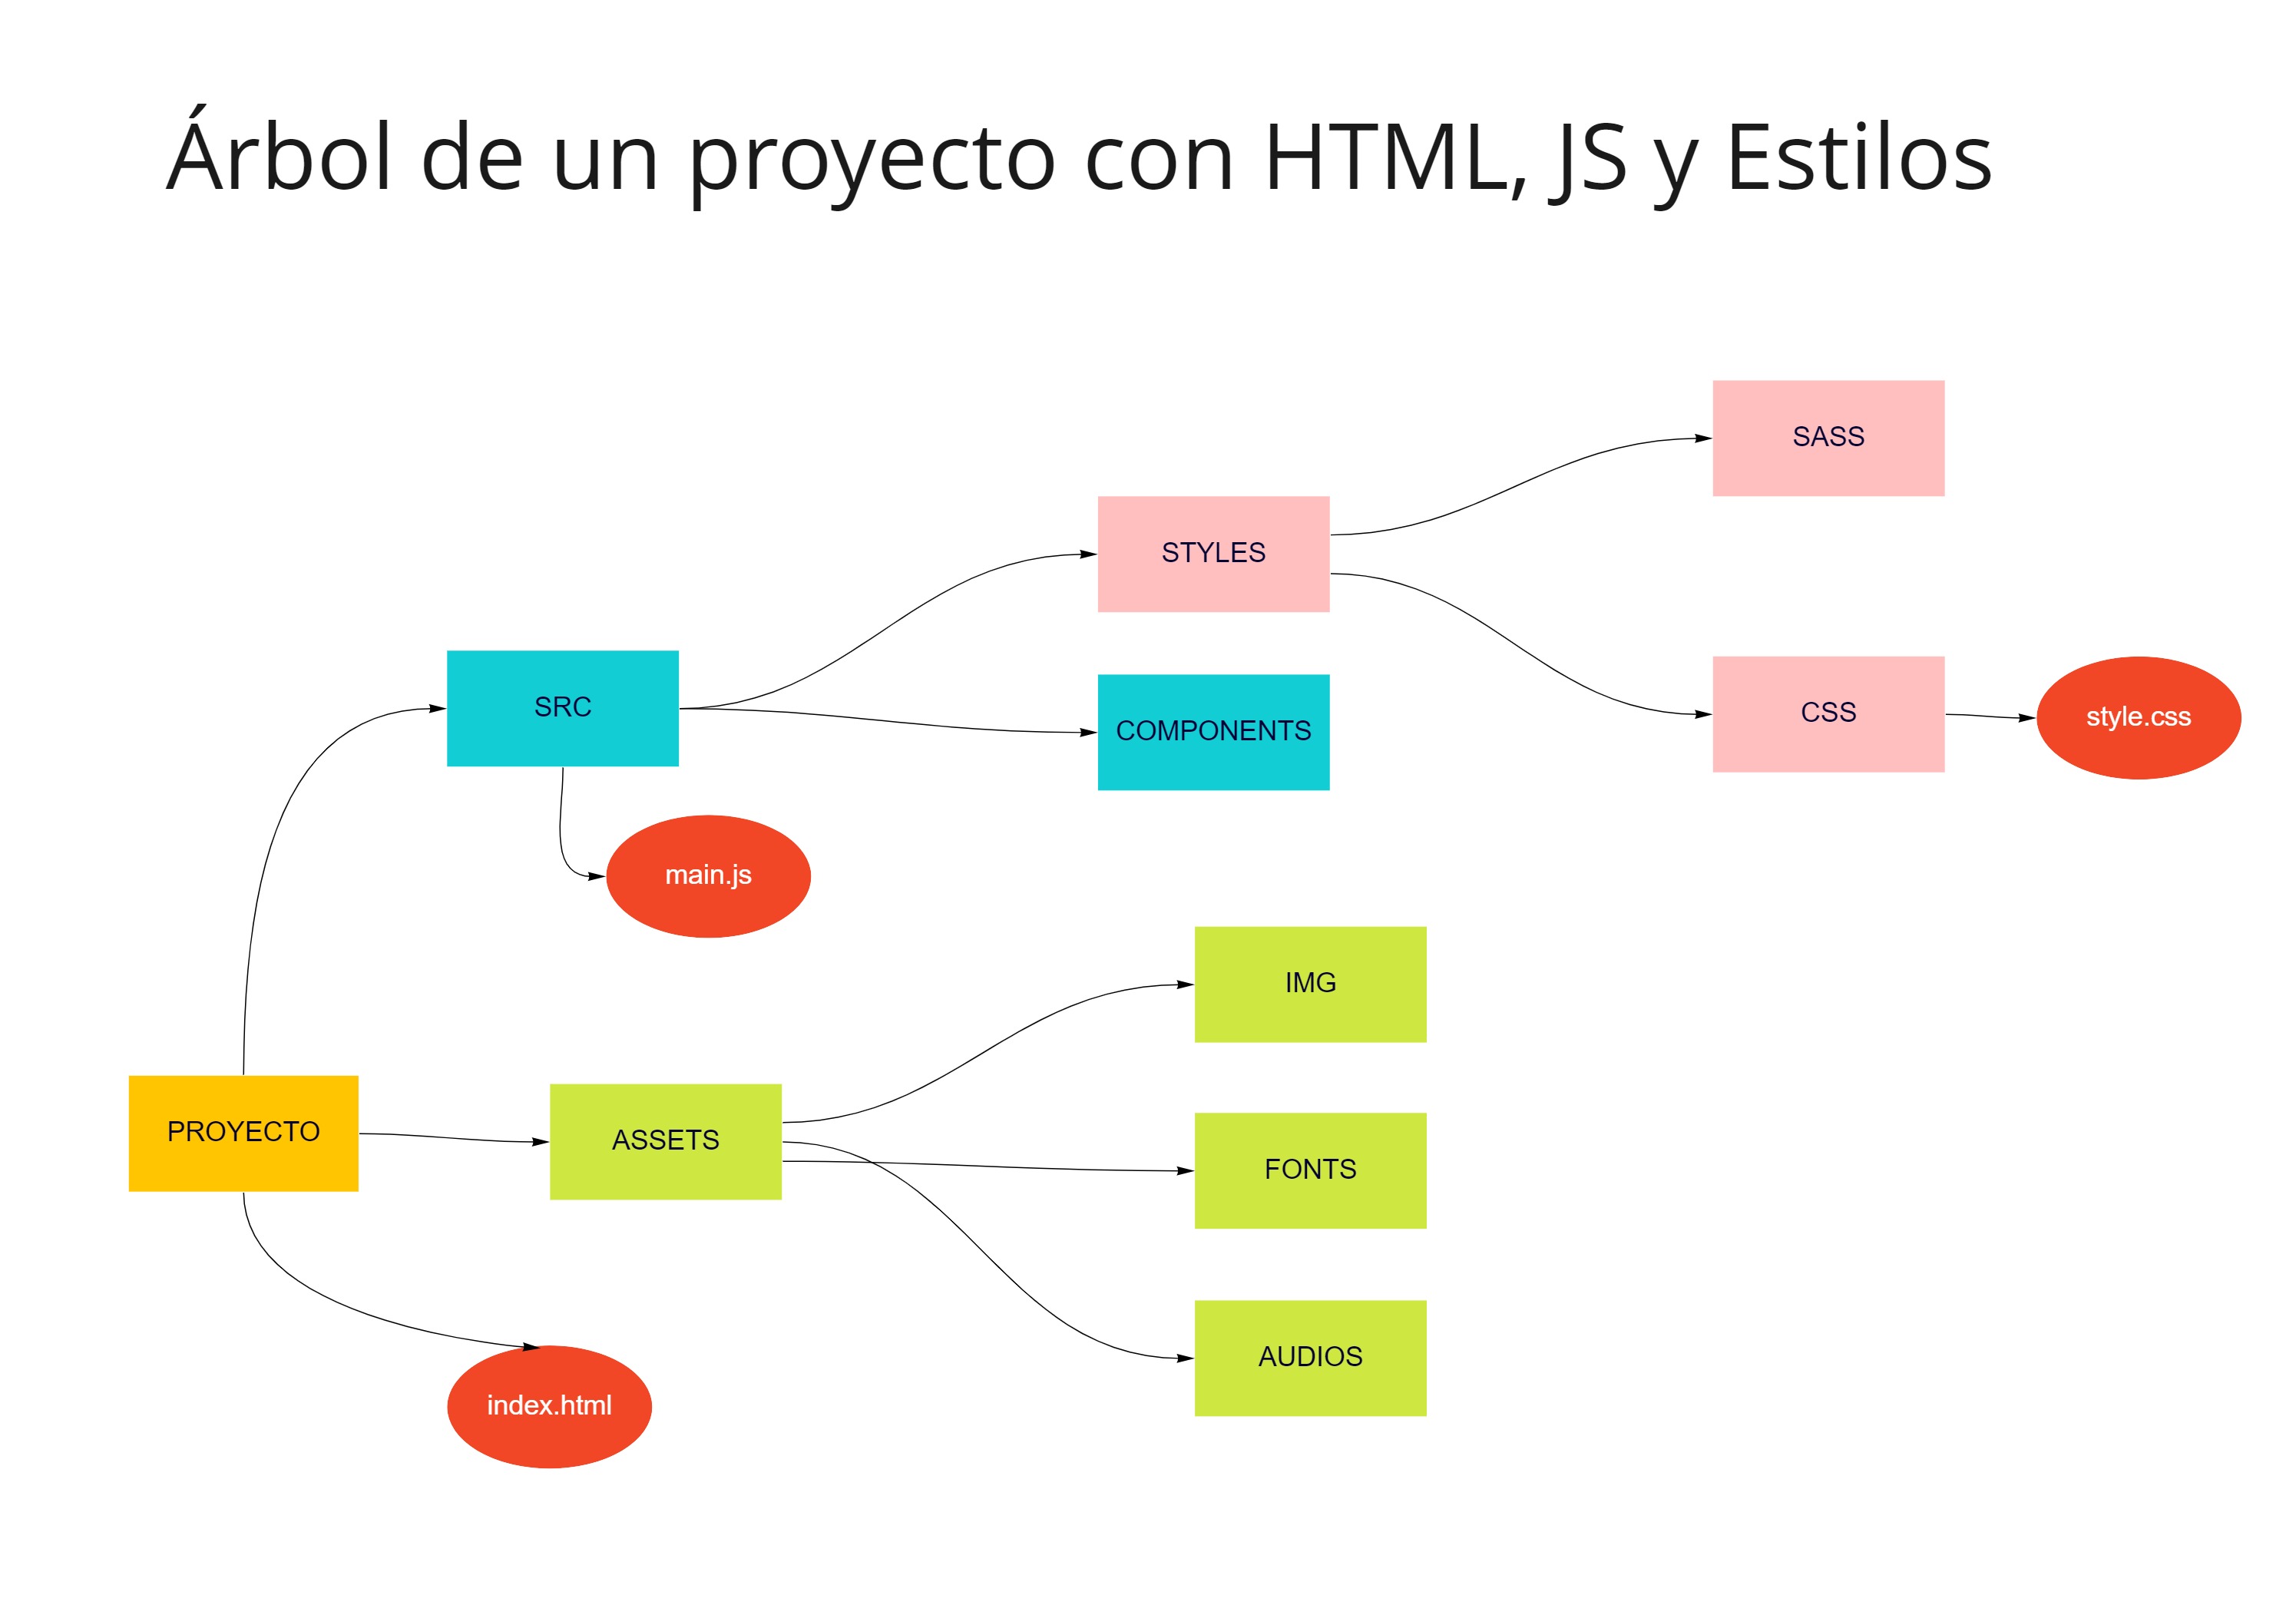 Árbol de un proyecto con HTML, JS y Estilos
SASS
STYLES
SRC
COMPONENTS
CSS
style.css
main.js
IMG
PROYECTO
ASSETS
FONTS
AUDIOS
index.html